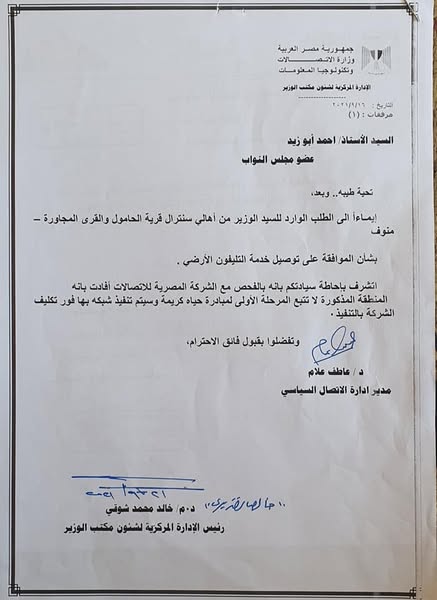 جمهورية مصر العربية
وزارة الاتصالات
وتكنولوجيا المعلومات
الإدارة المركزية لشئون مكتب الوزير
التاريخ : ٢٠٢١/٩/١٦
مرفقات : (١)
السيد الأستاذ/ احمد أبو زيد
عضو مجلس النواب
تحية طيبه.. وبعد،
إيماءاً الى الطلب الوارد للسيد الوزير من أهالي سنترال قرية الحامول والقرى المجاورة –
منوف
بشأن الموافقة على توصيل خدمة التليفون الأرضي .
اتشرف بإحاطة سيادتكم بانه بالفحص مع الشركة المصرية للاتصالات أفادت بانه
المنطقة المذكورة لا تتبع المرحلة الأولى لمبادرة حياه كريمة وسيتم تنفيذ شبكه بها فور تكليف
الشركة بالتنفيذ .
وتفضلوا بقبول فائق الاحترام،
د / عاطف علام
مدير ادارة الاتصال السياسي
د.م/ خالد محمد شوقي
رئيس الإدارة المركزية لشئون مكتب الوزير